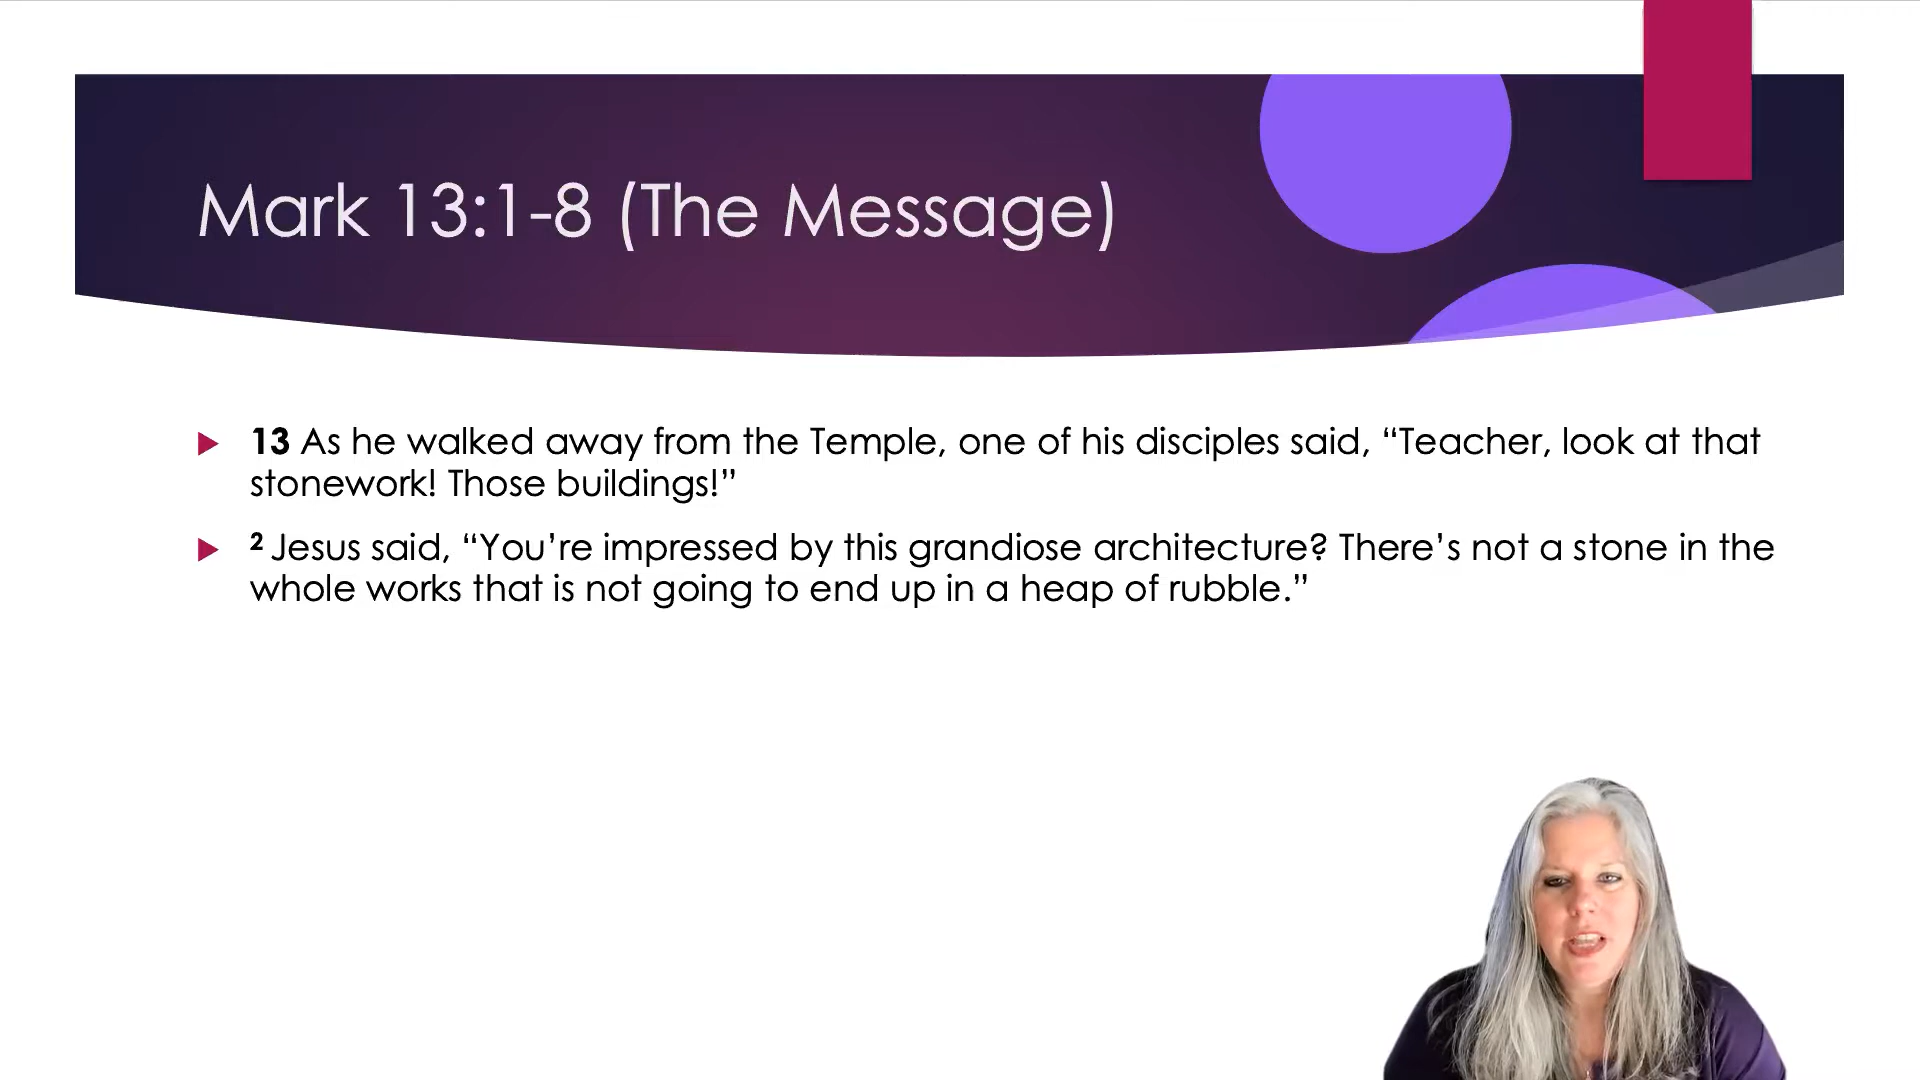 Mark 13:1-8 (The Message)
13 As he walked away from the Temple, one of his disciples said, “Teacher, look at that
stonework! Those buildings!”
2 Jesus said, “You’re impressed by this grandiose architecture? There’s not a stone in the
whole works that is not going to end up in a heap of rubble.”